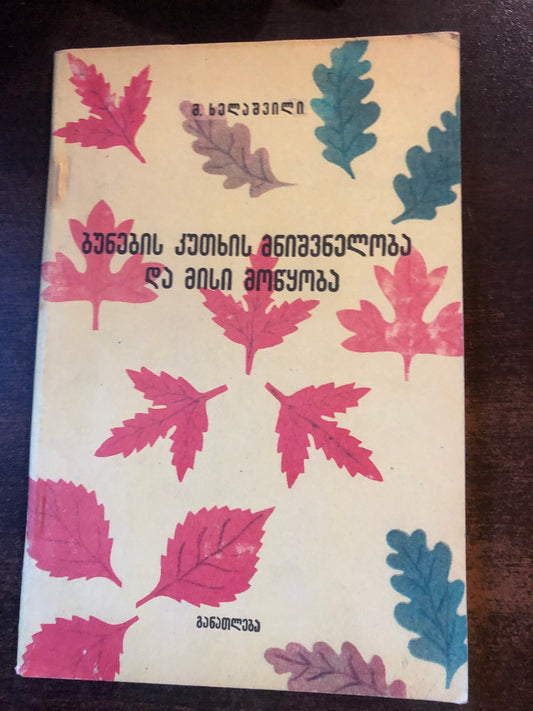 მ. ხელაშვილი
ბუნების კუთხის მნიშვნელობა
და მისი მოწყობა
განათლება